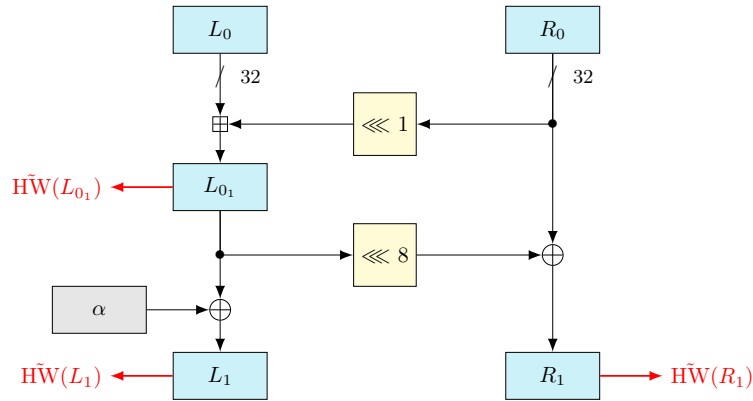 L₀ R₀
32 32
⋘ 1
H̃W(L₀₁) L₀₁
⋘ 8
α
H̃W(L₁) L₁ R₁ H̃W(R₁)